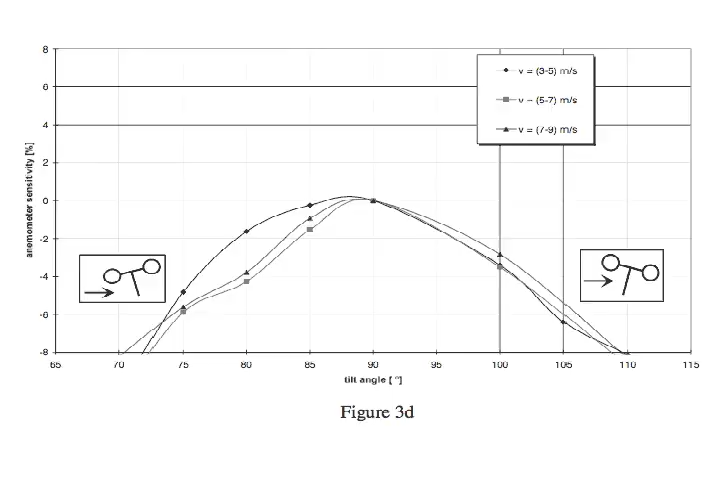 8
v = (3-5) m/s
6
v = (5-7) m/s
4
v = (7-9) m/s
2
0
-2
-4
-6
-8
anemometer sensitivity [%]
65 70 75 80 85 90 95 100 105 110 115
tilt angle [ °]
Figure 3d